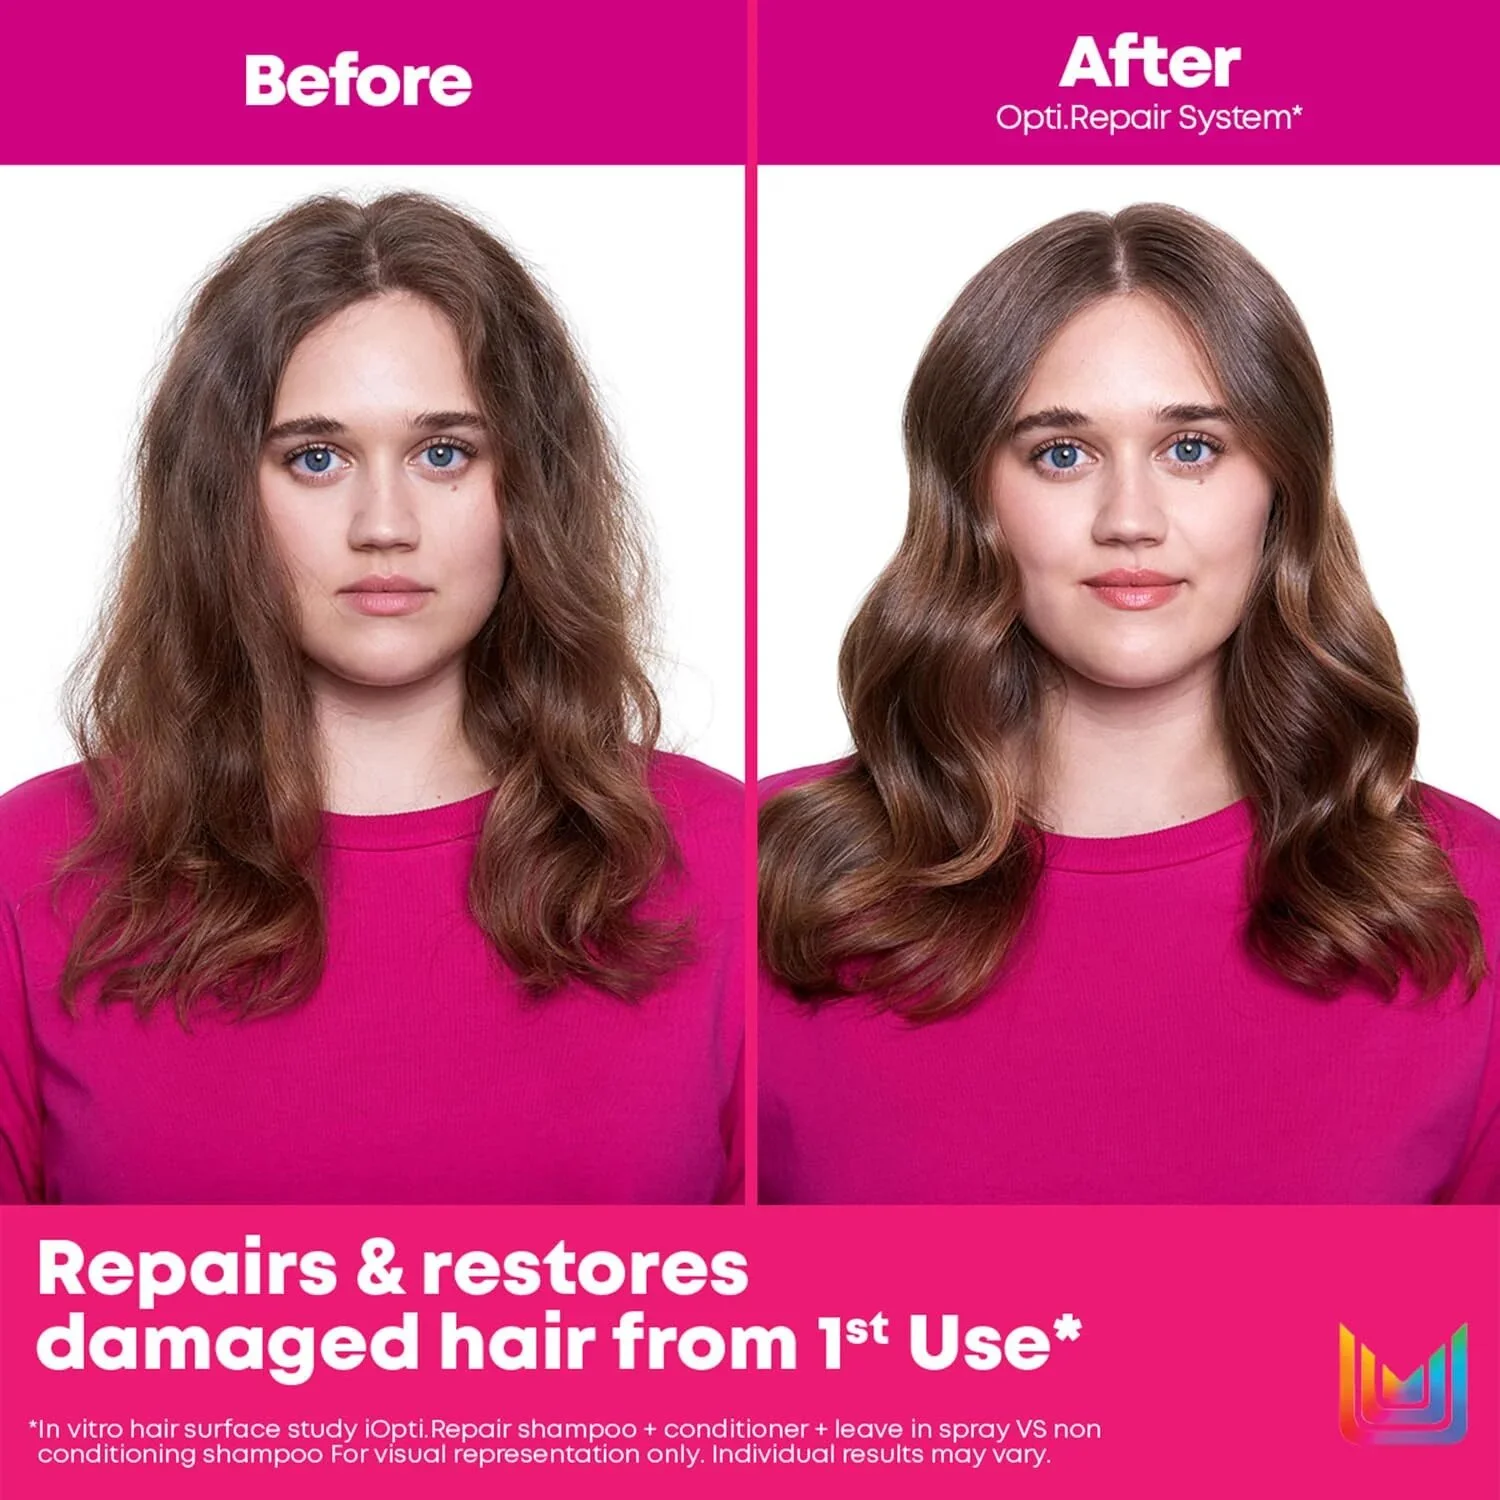 Before
After
Opti.Repair System*
Repairs & restores
damaged hair from 1st Use*
*In vitro hair surface study iOpti.Repair shampoo + conditioner + leave in spray VS non
conditioning shampoo For visual representation only. Individual results may vary.